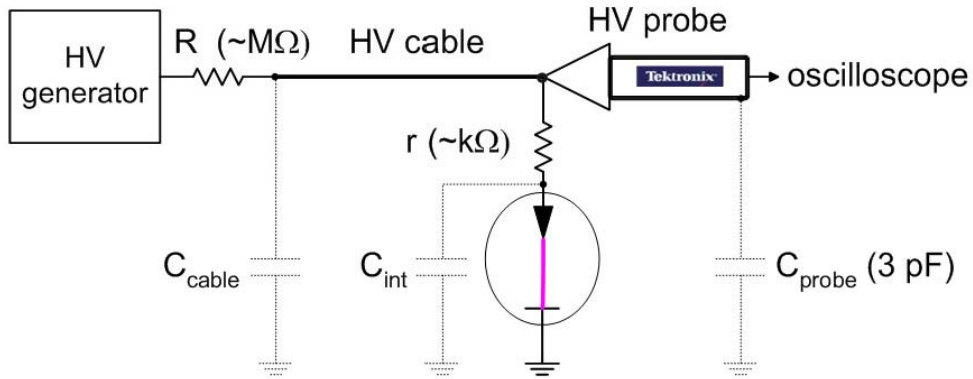 HV
generator
R (~MΩ)
HV cable
HV probe
Tektronix
oscilloscope
r (~kΩ)
C_cable
C_int
C_probe (3 pF)